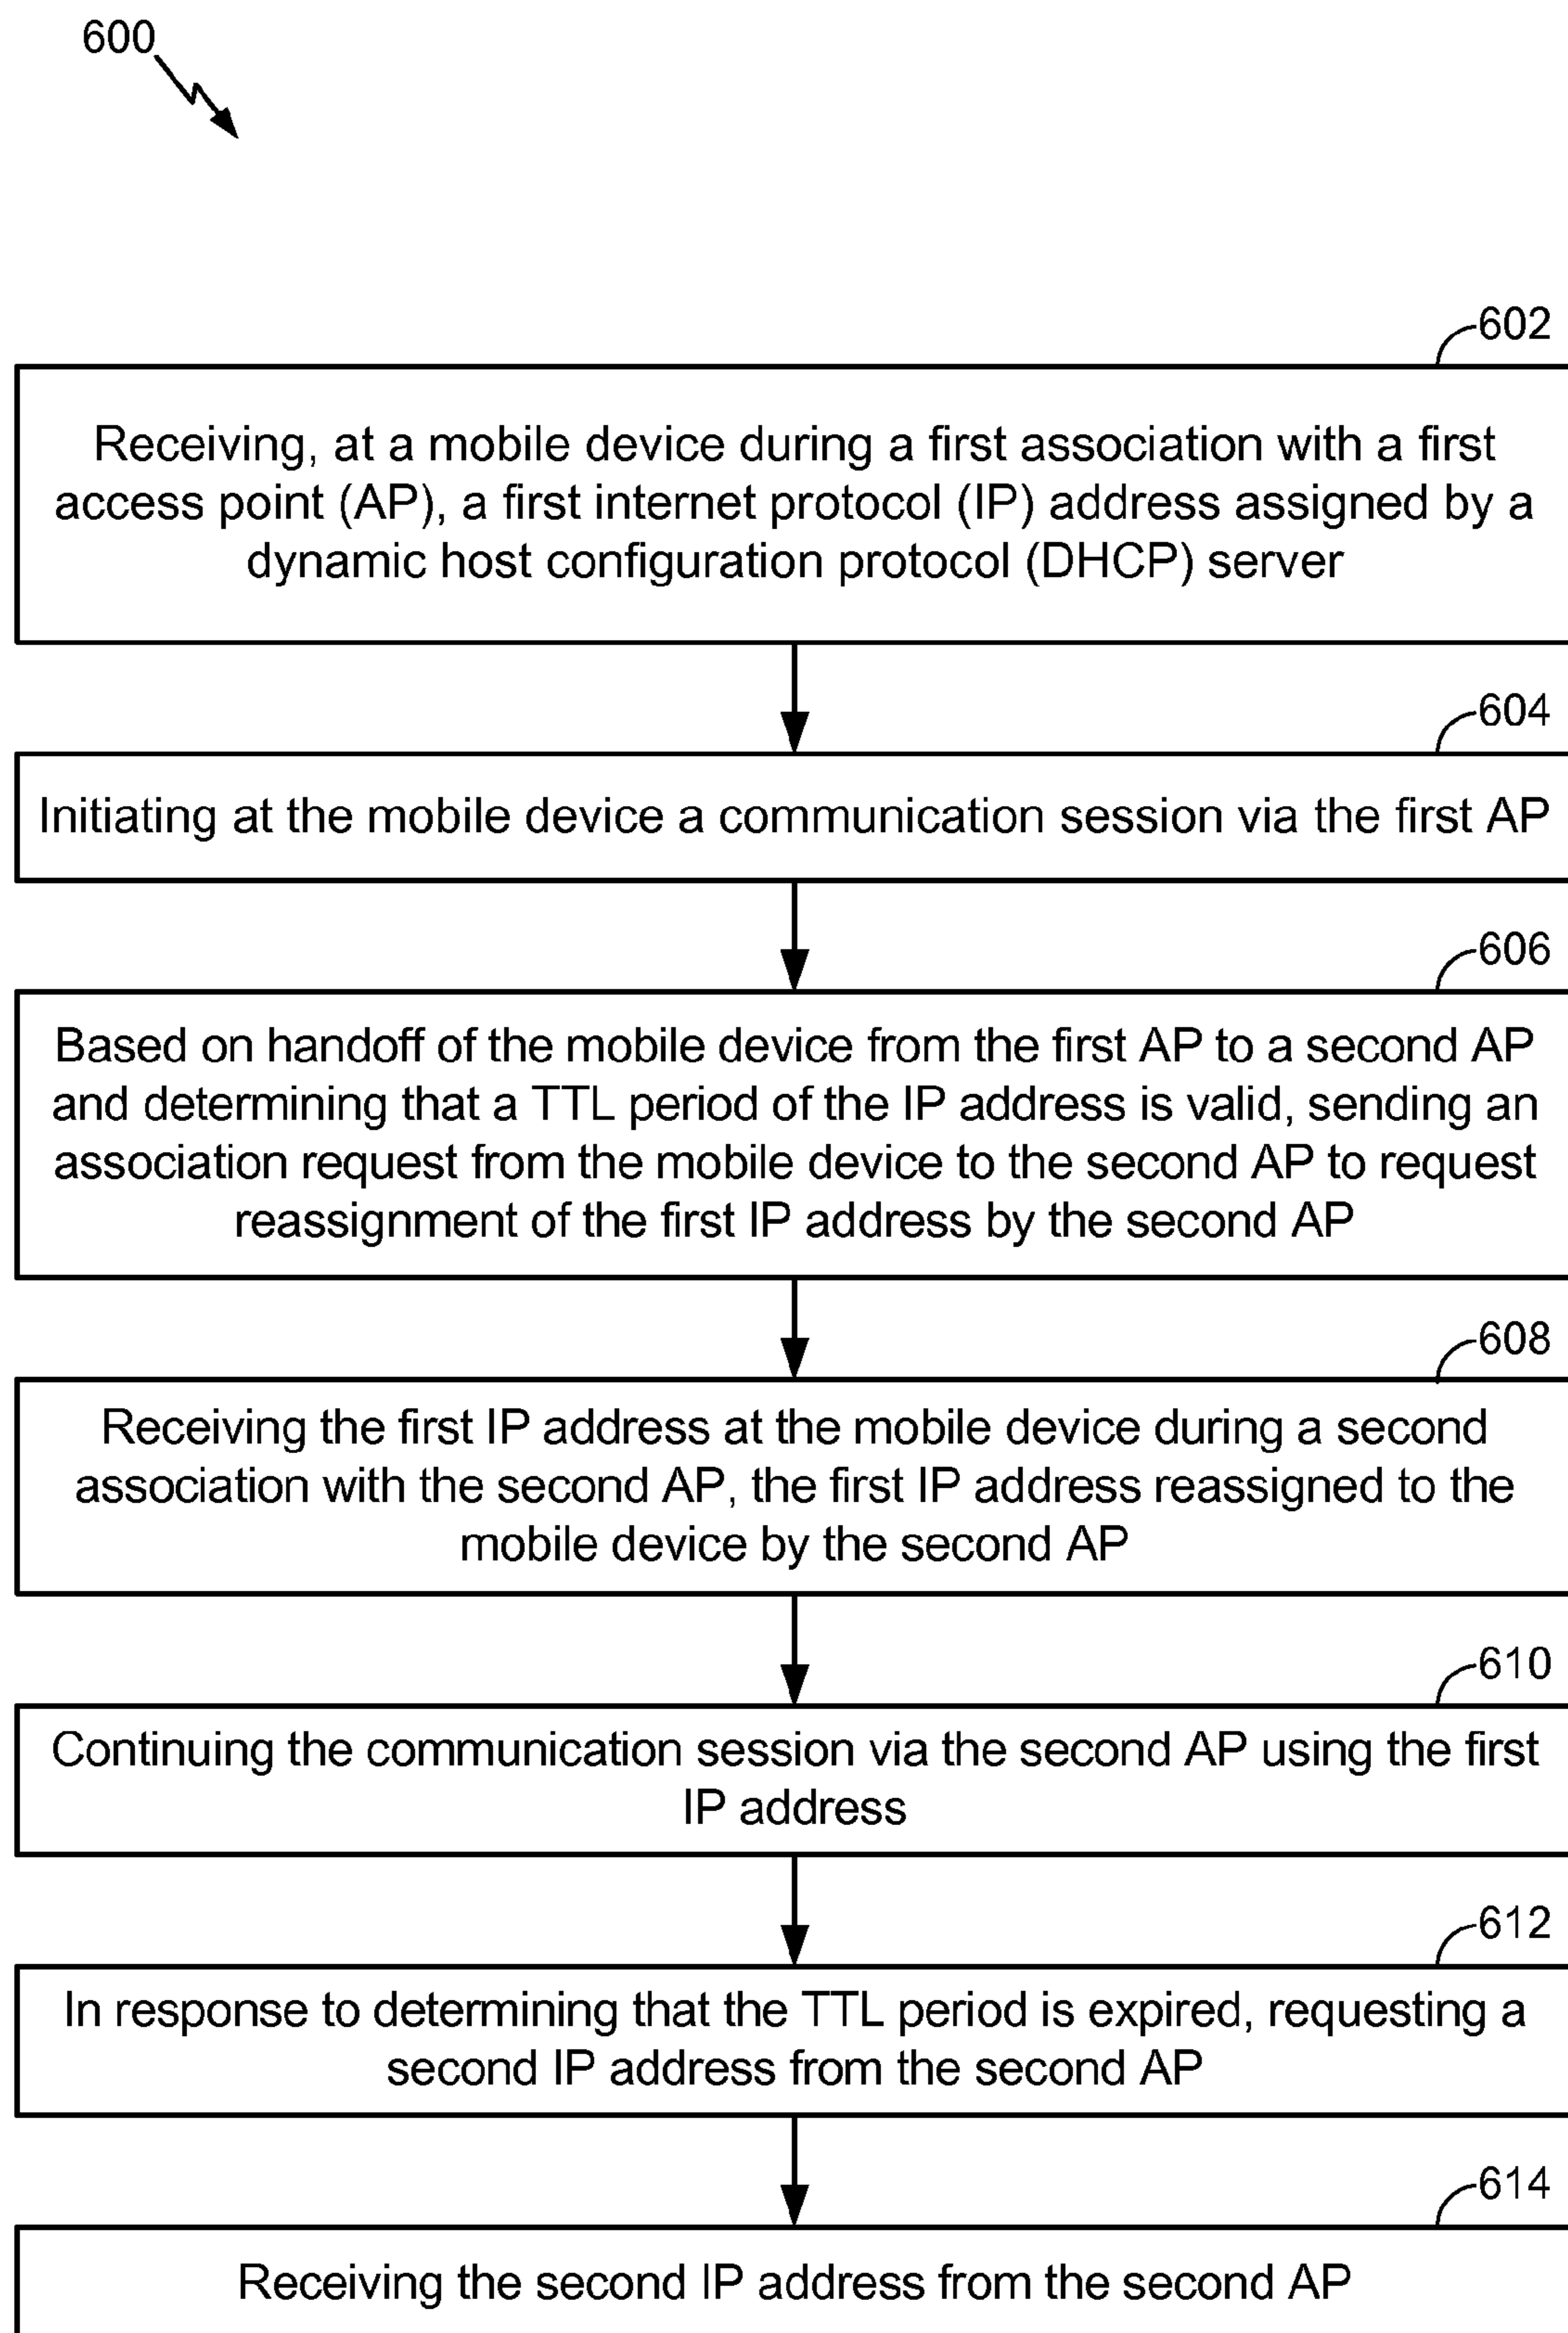 600
602
Receiving, at a mobile device during a first association with a first
access point (AP), a first internet protocol (IP) address assigned by a
dynamic host configuration protocol (DHCP) server
604
Initiating at the mobile device a communication session via the first AP
606
Based on handoff of the mobile device from the first AP to a second AP
and determining that a TTL period of the IP address is valid, sending an
association request from the mobile device to the second AP to request
reassignment of the first IP address by the second AP
608
Receiving the first IP address at the mobile device during a second
association with the second AP, the first IP address reassigned to the
mobile device by the second AP
610
Continuing the communication session via the second AP using the first
IP address
612
In response to determining that the TTL period is expired, requesting a
second IP address from the second AP
614
Receiving the second IP address from the second AP